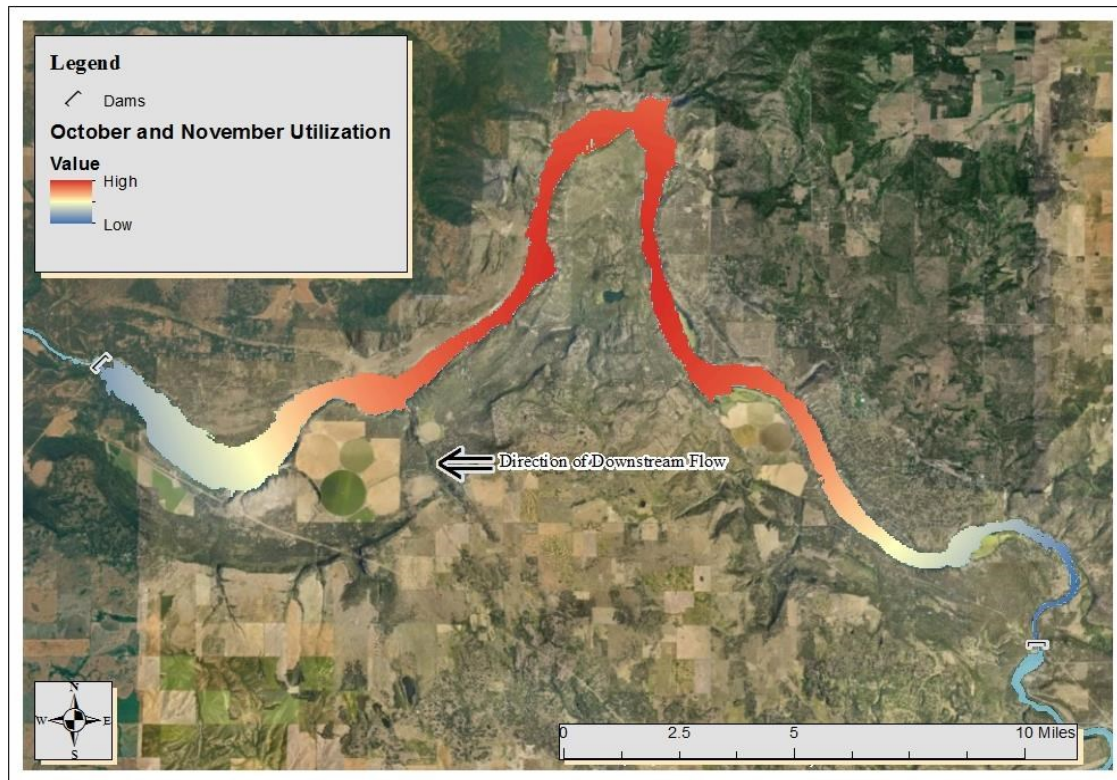 Legend
Dams
October and November Utilization
Value
High
Low
Direction of Downstream Flow
N
W E
S
0 2.5 5 10 Miles